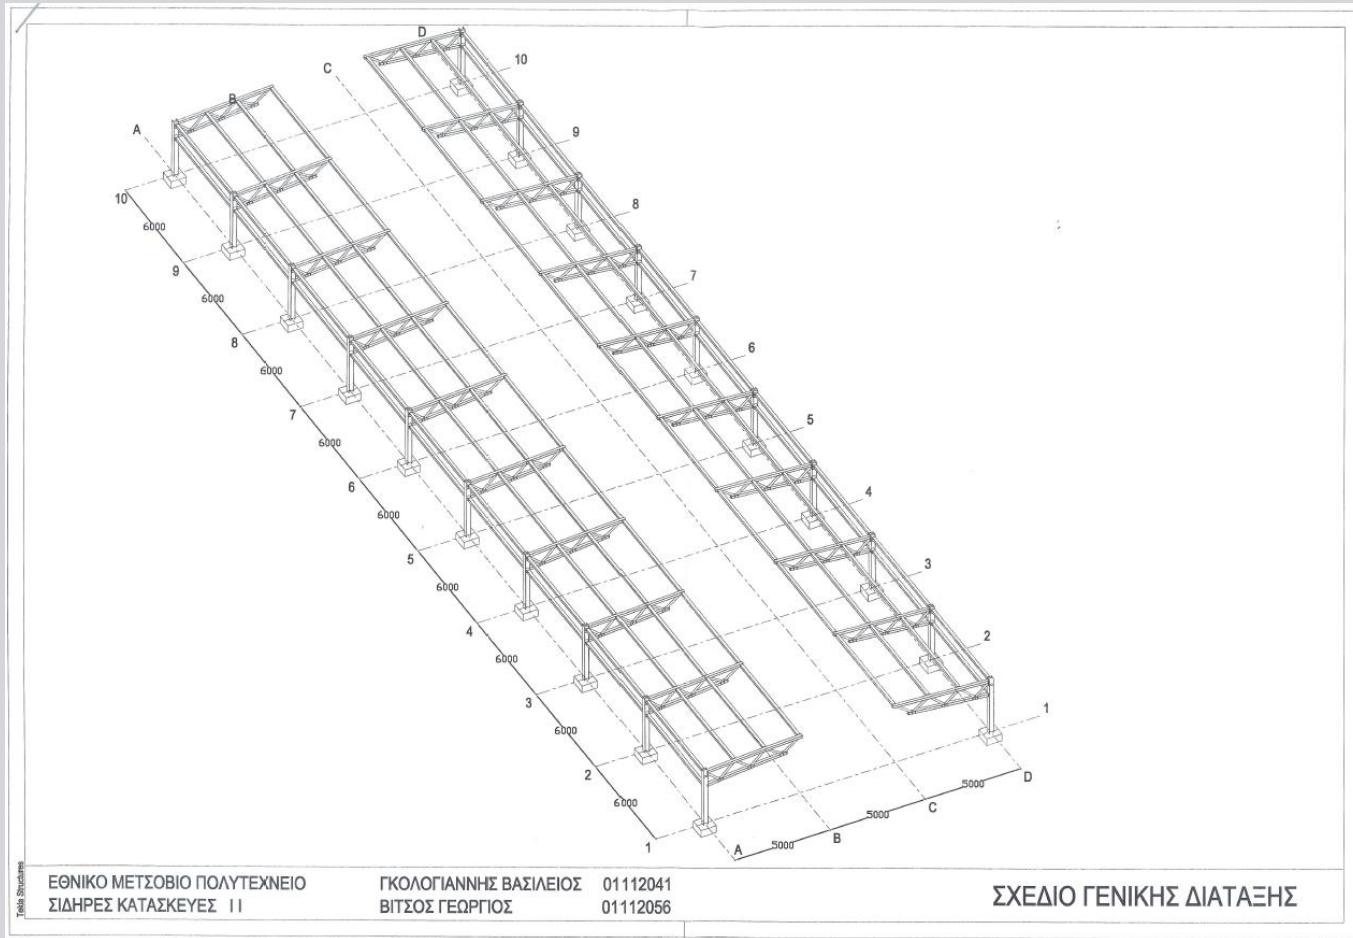 D
10
C
B
9
A
8
10
6000
7
9
6000
6
8
6000
5
7
6000
4
6
6000
3
5
6000
2
4
6000
1
3
6000
2
6000
1
A
5000
B
5000
C
5000
D
Tekla Structures
ΕΘΝΙΚΟ ΜΕΤΣΟΒΙΟ ΠΟΛΥΤΕΧΝΕΙΟ
ΣΙΔΗΡΕΣ ΚΑΤΑΣΚΕΥΕΣ ΙΙ
ΓΚΟΛΟΓΙΑΝΝΗΣ ΒΑΣΙΛΕΙΟΣ 01112041
ΒΙΤΣΟΣ ΓΕΩΡΓΙΟΣ 01112056
ΣΧΕΔΙΟ ΓΕΝΙΚΗΣ ΔΙΑΤΑΞΗΣ